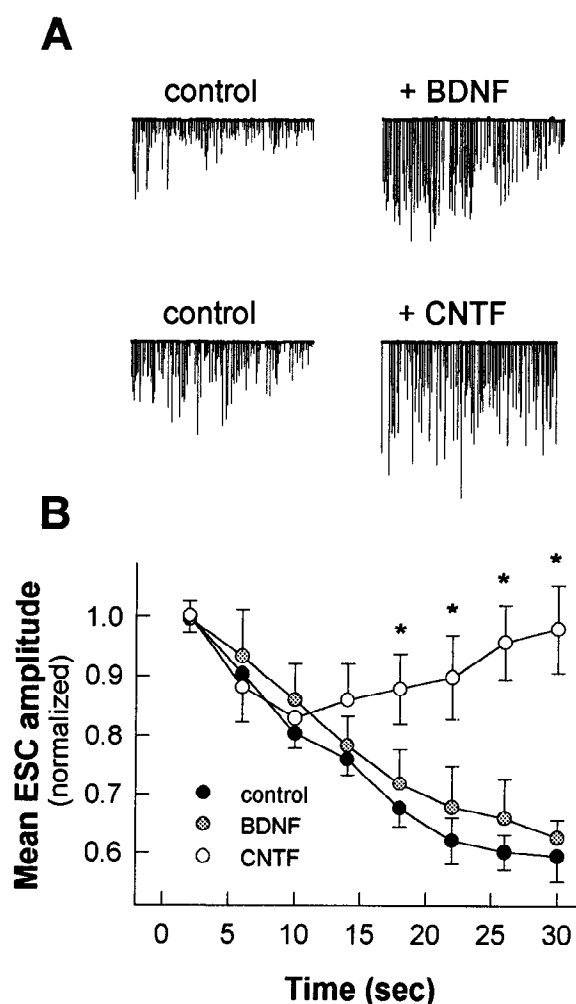 A
control + BDNF
control + CNTF
B
Mean ESC amplitude
(normalized)
1.0
0.9
0.8
0.7
0.6
* * * *
control
BDNF
CNTF
0 5 10 15 20 25 30
Time (sec)